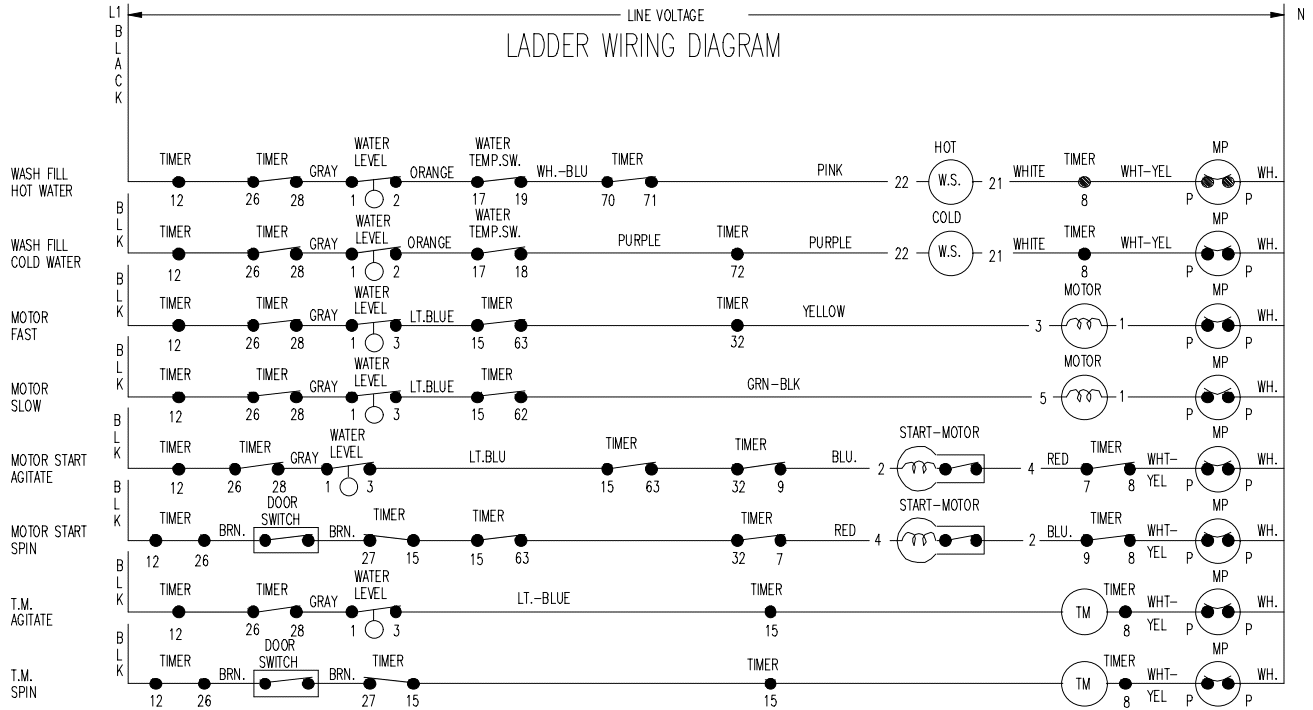 L1 LINE VOLTAGE N
BLACK
LADDER WIRING DIAGRAM
WASH FILL
HOT WATER
TIMER TIMER GRAY WATER LEVEL ORANGE WATER TEMP.SW. WH.-BLU TIMER PINK HOT WHITE TIMER WHT-YEL MP WH.
12 26 28 1 2 17 19 70 71 22 W.S. 21 8 P P
BLK
WASH FILL
COLD WATER
TIMER TIMER GRAY WATER LEVEL ORANGE WATER TEMP.SW. PURPLE TIMER PURPLE COLD WHITE TIMER WHT-YEL MP WH.
12 26 28 1 2 17 18 72 22 W.S. 21 8 P P
BLK
MOTOR
FAST
TIMER TIMER GRAY WATER LEVEL LT.BLUE TIMER TIMER YELLOW MOTOR MP WH.
12 26 28 1 3 15 63 32 3 1 P P
BLK
MOTOR
SLOW
TIMER TIMER GRAY WATER LEVEL LT.BLUE TIMER GRN-BLK MOTOR MP WH.
12 26 28 1 3 15 62 5 1 P P
BLK
MOTOR START
AGITATE
TIMER TIMER GRAY WATER LEVEL LT.BLU TIMER TIMER BLU. START-MOTOR RED TIMER WHT-YEL MP WH.
12 26 28 1 3 15 63 32 9 2 4 7 8 P P
BLK
MOTOR START
SPIN
TIMER BRN. DOOR SWITCH BRN. TIMER TIMER TIMER RED START-MOTOR BLU. TIMER WHT-YEL MP WH.
12 26 27 15 15 63 32 7 4 2 9 8 P P
BLK
T.M.
AGITATE
TIMER TIMER GRAY WATER LEVEL LT.-BLUE TIMER TM TIMER WHT-YEL MP WH.
12 26 28 1 3 15 8 P P
BLK
T.M.
SPIN
TIMER BRN. DOOR SWITCH BRN. TIMER TIMER TM TIMER WHT-YEL MP WH.
12 26 27 15 15 8 P P